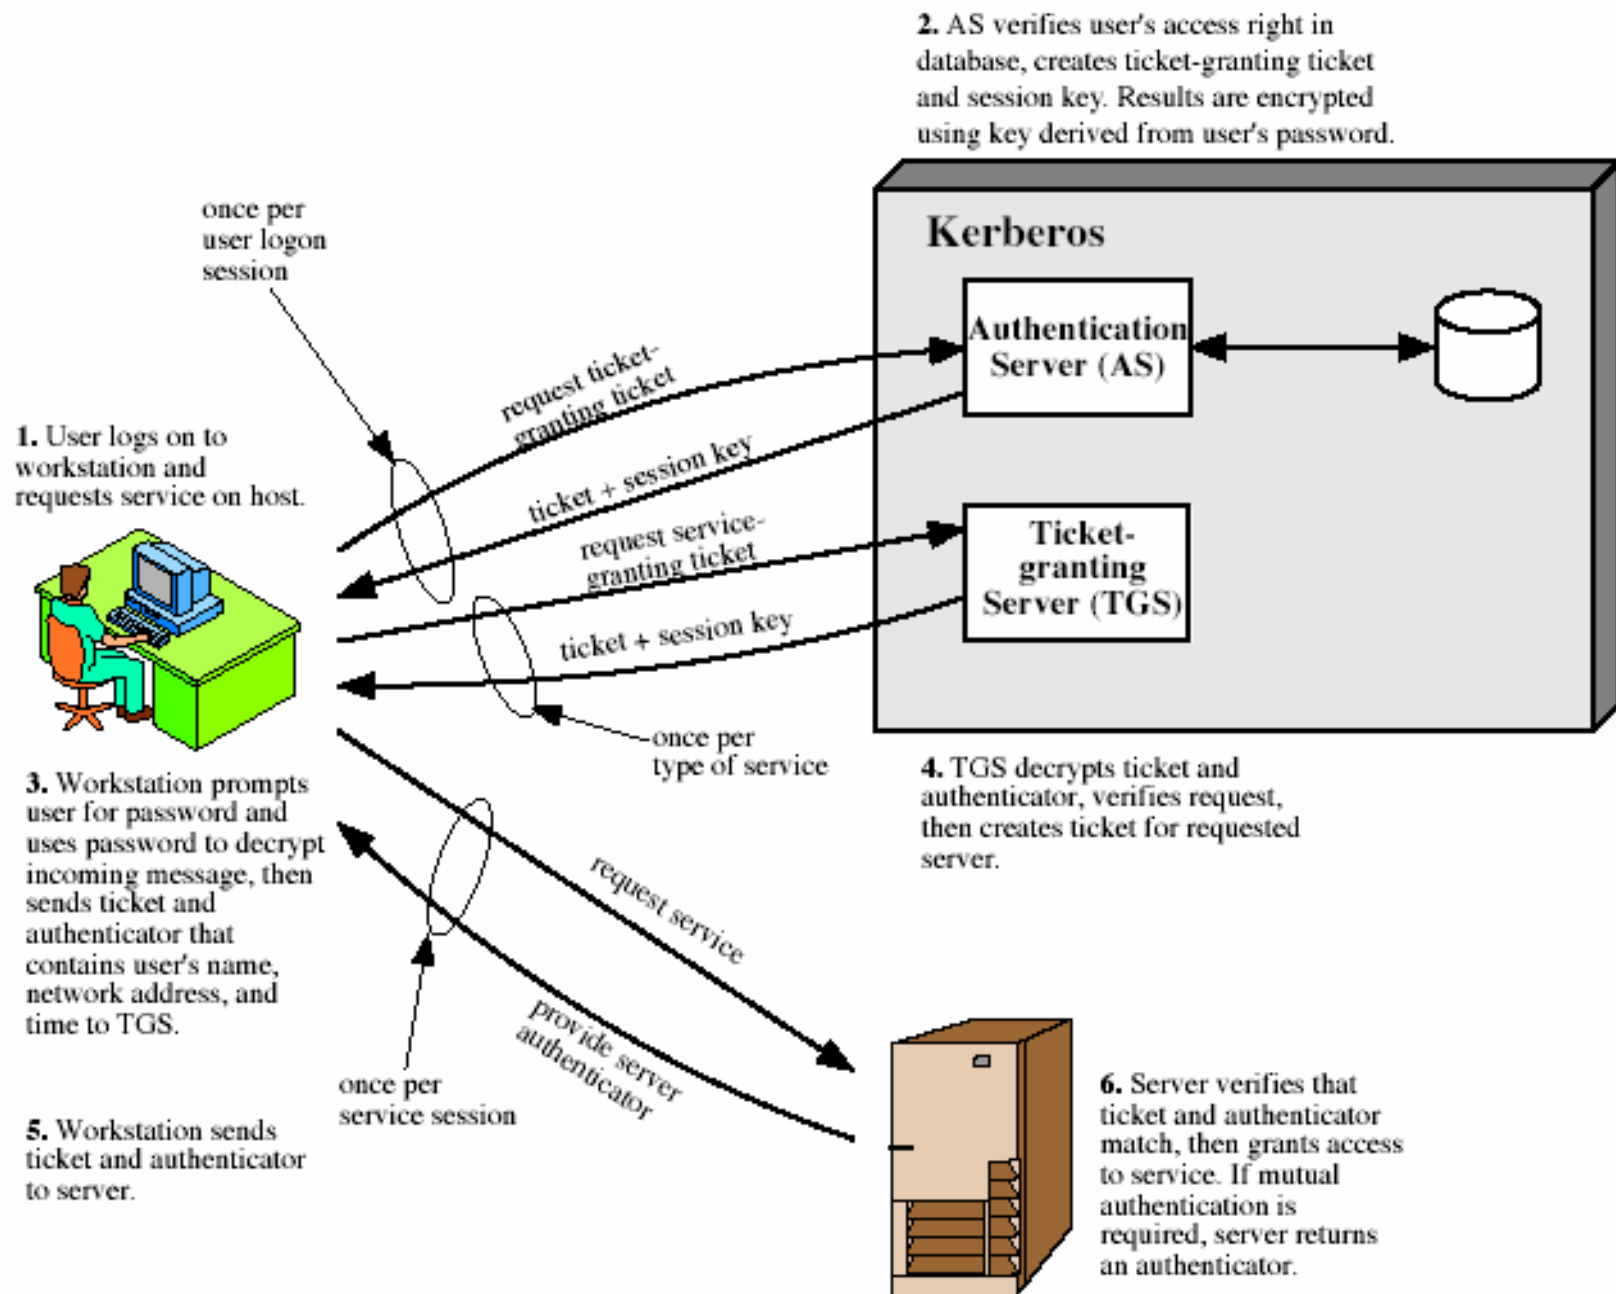 2. AS verifies user's access right in
database, creates ticket-granting ticket
and session key. Results are encrypted
using key derived from user's password.
once per
user logon
session
Kerberos
Authentication
Server (AS)
request ticket-
granting ticket
1. User logs on to
workstation and
requests service on host.
ticket + session key
request service-
granting ticket
Ticket-
granting
Server (TGS)
ticket + session key
once per
type of service
3. Workstation prompts
user for password and
uses password to decrypt
incoming message, then
sends ticket and
authenticator that
contains user's name,
network address, and
time to TGS.
4. TGS decrypts ticket and
authenticator, verifies request,
then creates ticket for requested
server.
request service
provide server
authenticator
once per
service session
5. Workstation sends
ticket and authenticator
to server.
6. Server verifies that
ticket and authenticator
match, then grants access
to service. If mutual
authentication is
required, server returns
an authenticator.